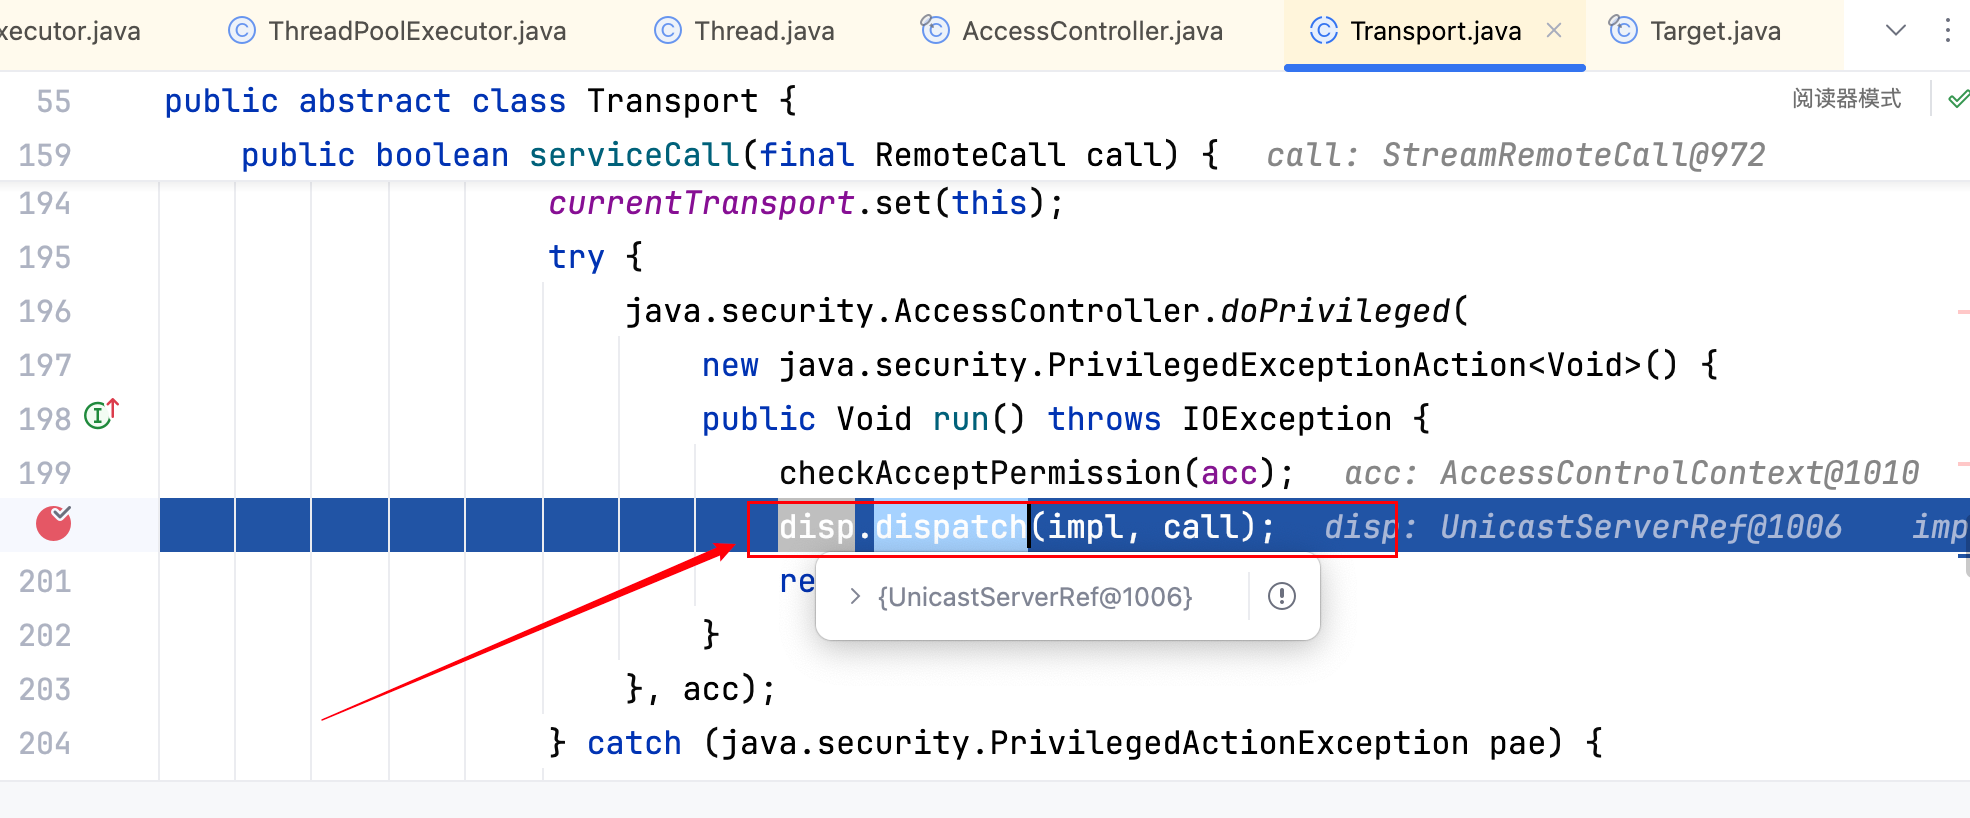 xecutor.java ThreadPoolExecutor.java Thread.java AccessController.java Transport.java Target.java
55 public abstract class Transport { 阅读器模式
159 public boolean serviceCall(final RemoteCall call) { call: StreamRemoteCall@972
194 currentTransport.set(this);
195 try {
196 java.security.AccessController.doPrivileged(
197 new java.security.PrivilegedExceptionAction<Void>() {
198 public Void run() throws IOException {
199 checkAcceptPermission(acc); acc: AccessControlContext@1010
disp.dispatch(impl, call); disp: UnicastServerRef@1006 imp
201 re
{UnicastServerRef@1006}
202 }
203 }, acc);
204 } catch (java.security.PrivilegedActionException pae) {